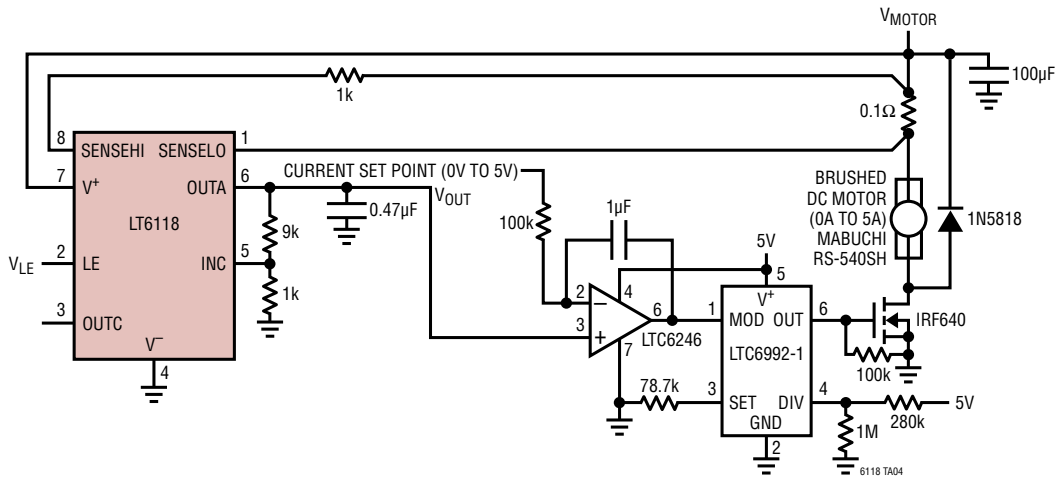 V_MOTOR
100µF
1k
0.1Ω
8 SENSEHI SENSELO 1
7 V+ OUTA 6
LT6118
2 LE INC 5
V_LE
3 OUTC
V−
4
9k
1k
CURRENT SET POINT (0V TO 5V)
V_OUT
0.47µF
100k
1µF
BRUSHED
DC MOTOR
(0A TO 5A)
MABUCHI
RS-540SH
1N5818
5V
2 − 4
3 + 6
7
LTC6246
5
V+
1 MOD OUT 6
LTC6992-1
3 SET DIV 4
GND
2
78.7k
IRF640
100k
1M
280k
5V
6118 TA04